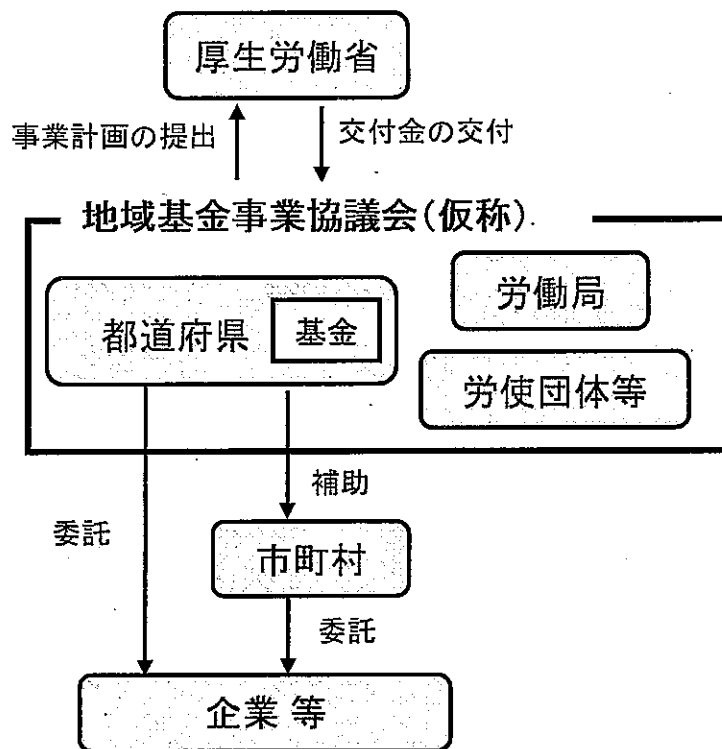 厚生労働省
事業計画の提出
交付金の交付
地域基金事業協議会(仮称)
都道府県
基金
労働局
労使団体等
補助
委託
市町村
委託
企業 等